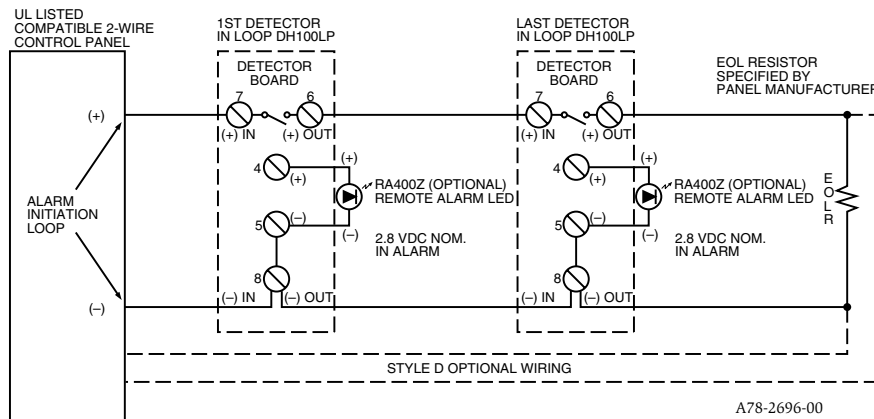 UL LISTED
COMPATIBLE 2-WIRE
CONTROL PANEL
1ST DETECTOR
IN LOOP DH100LP
LAST DETECTOR
IN LOOP DH100LP
DETECTOR
BOARD
DETECTOR
BOARD
EOL RESISTOR
SPECIFIED BY
PANEL MANUFACTURER
7
6
7
6
(+)
(+) IN
(+) OUT
(+) IN
(+) OUT
4
(+)
(+)
RA400Z (OPTIONAL)
REMOTE ALARM LED
4
(+)
(+)
RA400Z (OPTIONAL)
REMOTE ALARM LED
EOLR
ALARM
INITIATION
LOOP
5
(–)
(–)
2.8 VDC NOM.
IN ALARM
5
(–)
(–)
2.8 VDC NOM.
IN ALARM
8
8
(–)
(–) IN
(–) OUT
(–) IN
(–) OUT
STYLE D OPTIONAL WIRING
A78-2696-00